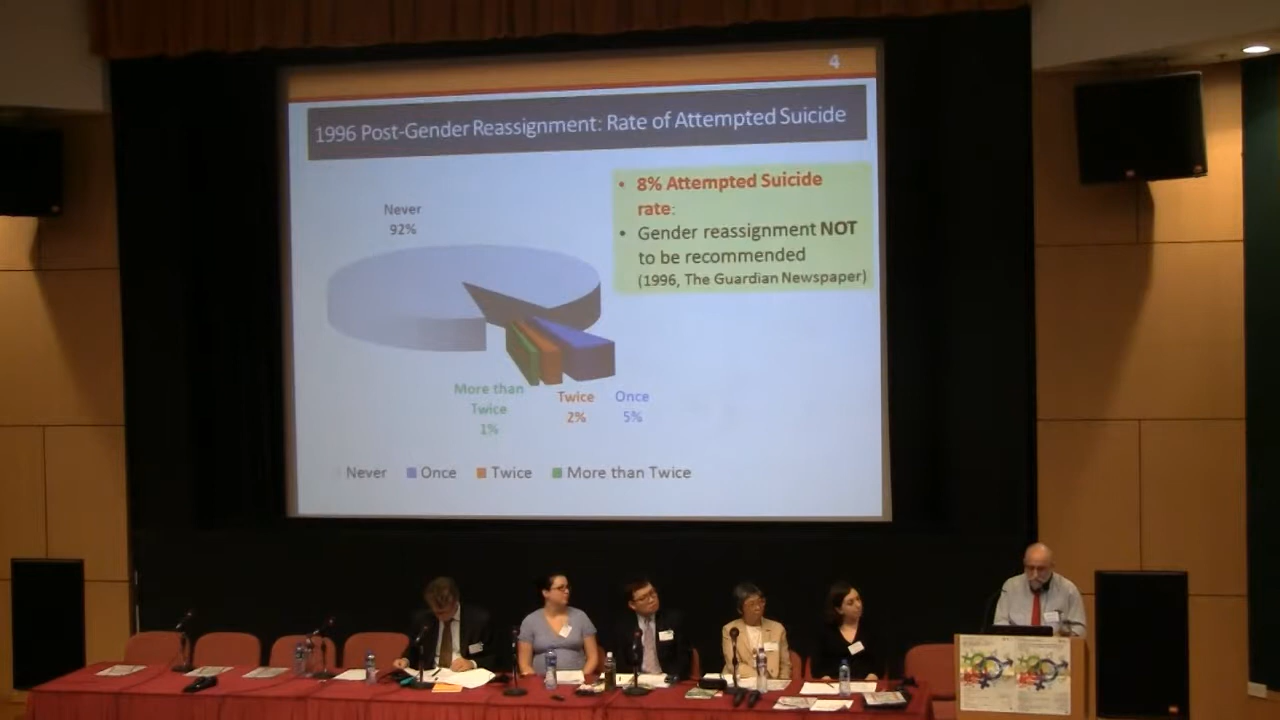 4
1996 Post-Gender Reassignment: Rate of Attempted Suicide
• 8% Attempted Suicide
rate:
• Gender reassignment NOT
to be recommended
(1996, The Guardian Newspaper)
Never
92%
More than
Twice
1%
Twice
2%
Once
5%
Never
Once
Twice
More than Twice